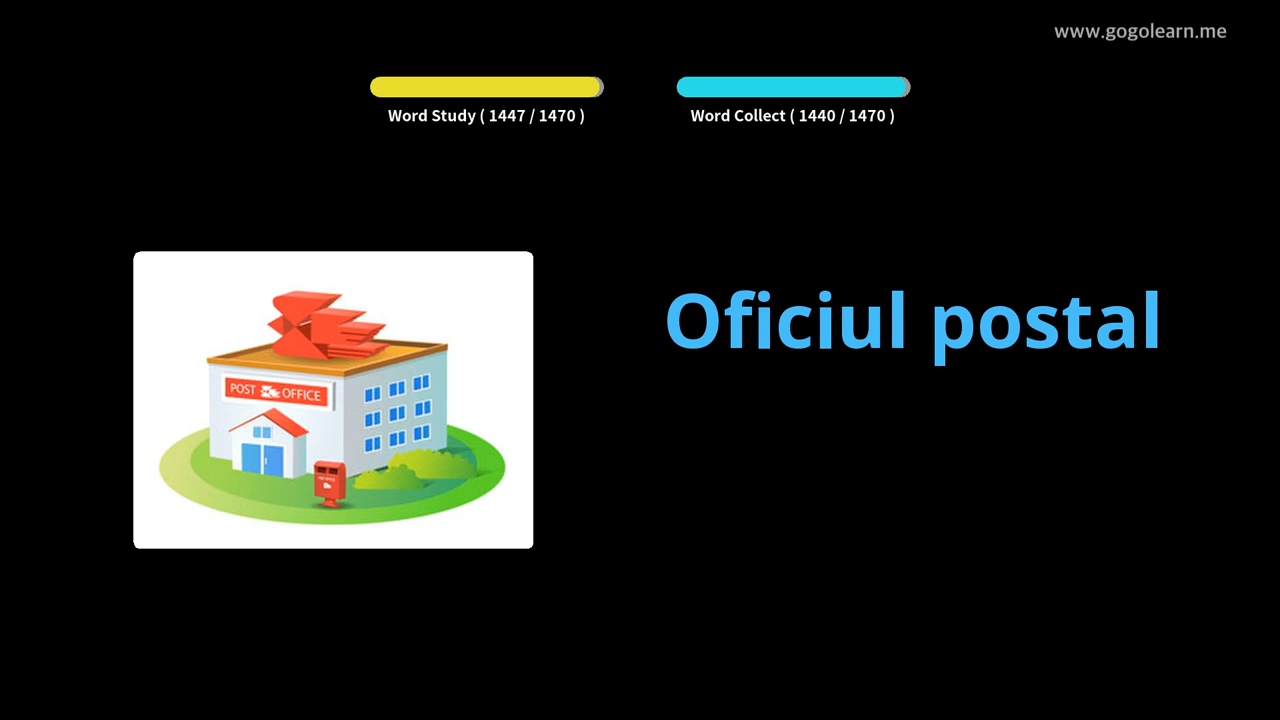 www.gogolearn.me
Word Study ( 1447 / 1470 )
Word Collect ( 1440 / 1470 )
Oficiul postal
POST OFFICE